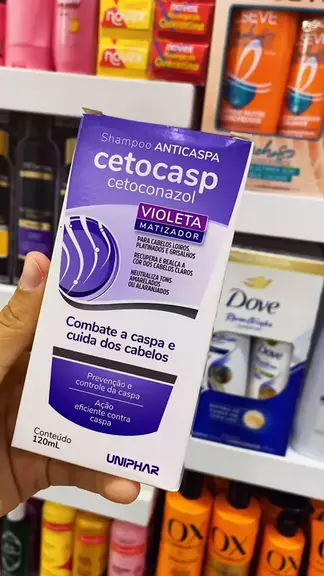 novex
novex
novex
SEVE
Shampoo ANTICASPA
cetocasp
cetoconazol
VIOLETA
MATIZADOR
PARA CABELOS LOIROS,
PLATINADOS E GRISALHOS
RECUPERA E REALÇA A
COR DOS CABELOS CLAROS
NEUTRALIZA TONS
AMARELADOS
OU ALARANJADOS
Combate a caspa e
cuida dos cabelos
Prevenção e
controle da caspa
Ação
eficiente contra
caspa
Conteúdo
120mL
UNIPHAR
Dove
OX
OX